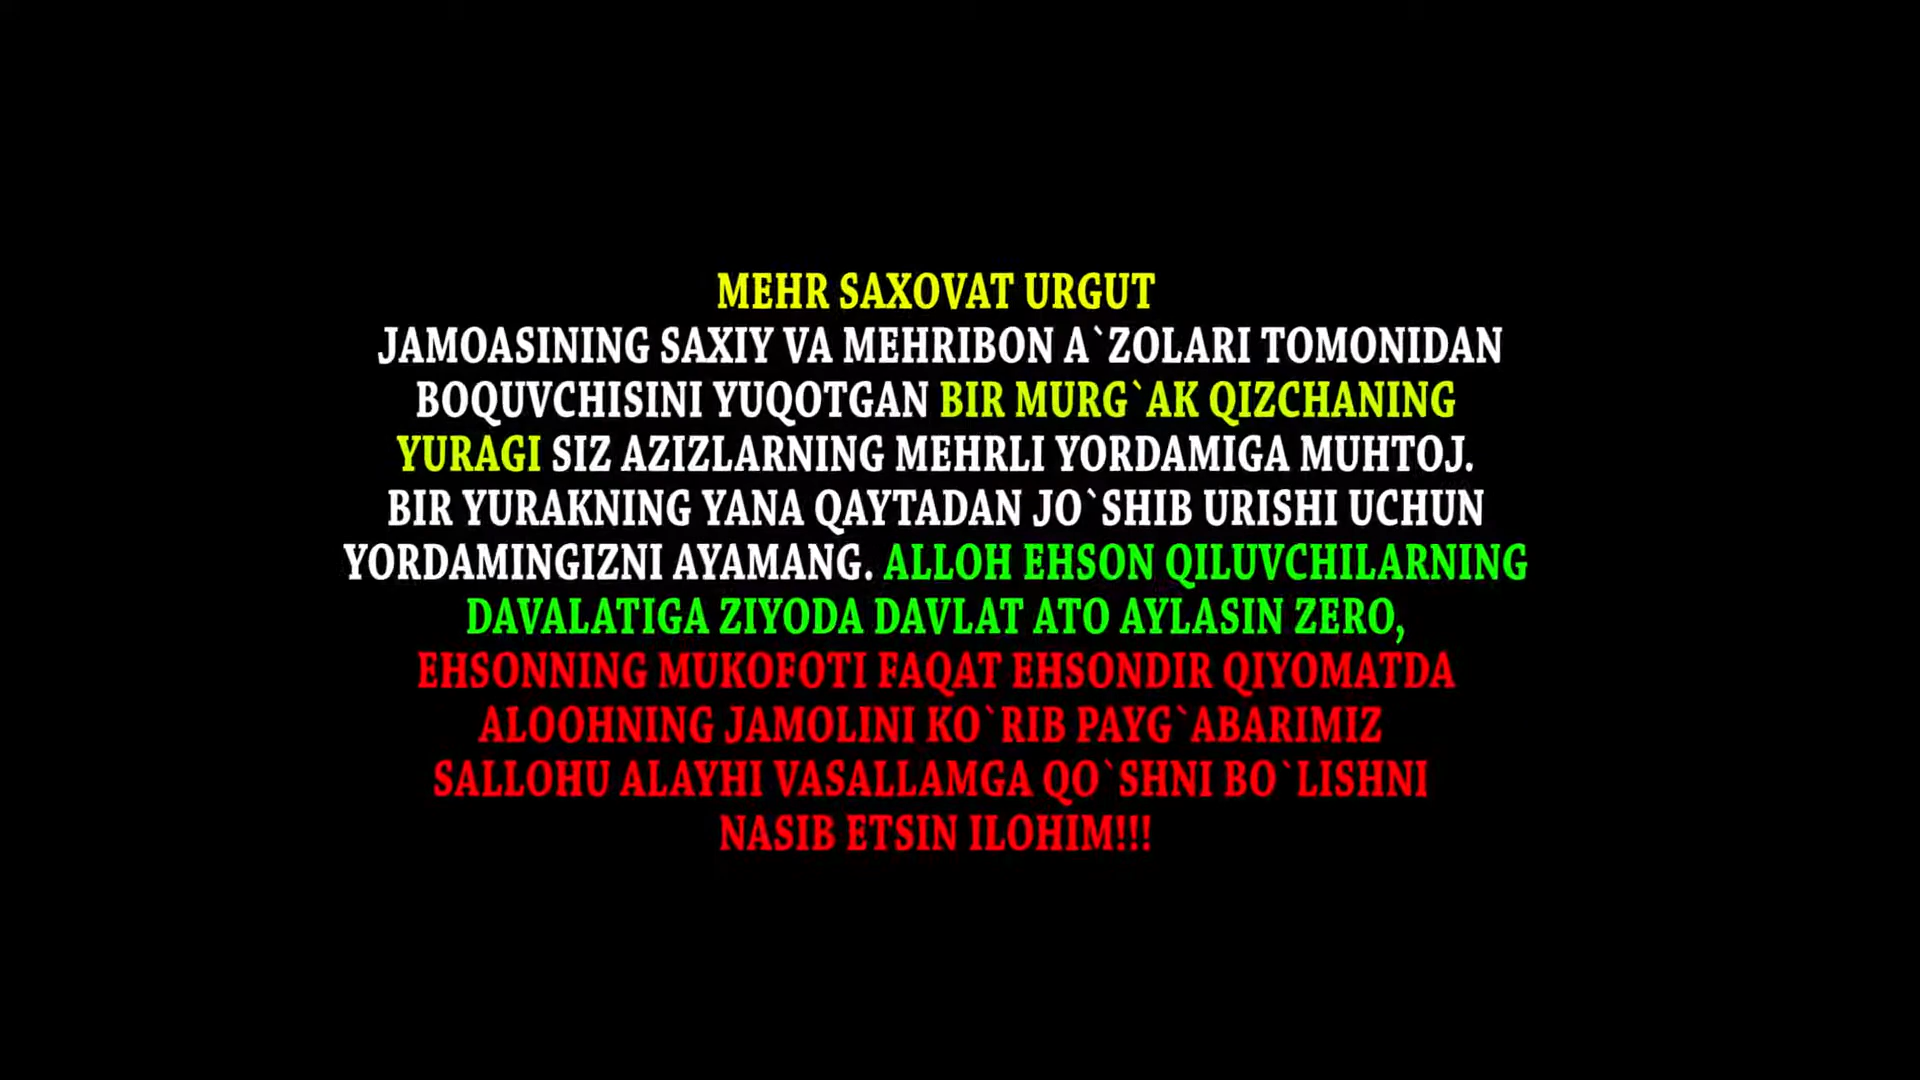 MEHR SAXOVAT URGUT
JAMOASINING SAXIY VA MEHRIBON A`ZOLARI TOMONIDAN
BOQUVCHISINI YUQOTGAN BIR MURG`AK QIZCHANING
YURAGI SIZ AZIZLARNING MEHRLI YORDAMIGA MUHTOJ.
BIR YURAKNING YANA QAYTADAN JO`SHIB URISHI UCHUN
YORDAMINGIZNI AYAMANG. ALLOH EHSON QILUVCHILARNING
DAVALATIGA ZIYODA DAVLAT ATO AYLASIN ZERO,
EHSONNING MUKOFOTI FAQAT EHSONDIR QIYOMATDA
ALOOHNING JAMOLINI KO`RIB PAYG`ABARIMIZ
SALLOHU ALAYHI VASALLAMGA QO`SHNI BO`LISHNI
NASIB ETSIN ILOHIM!!!